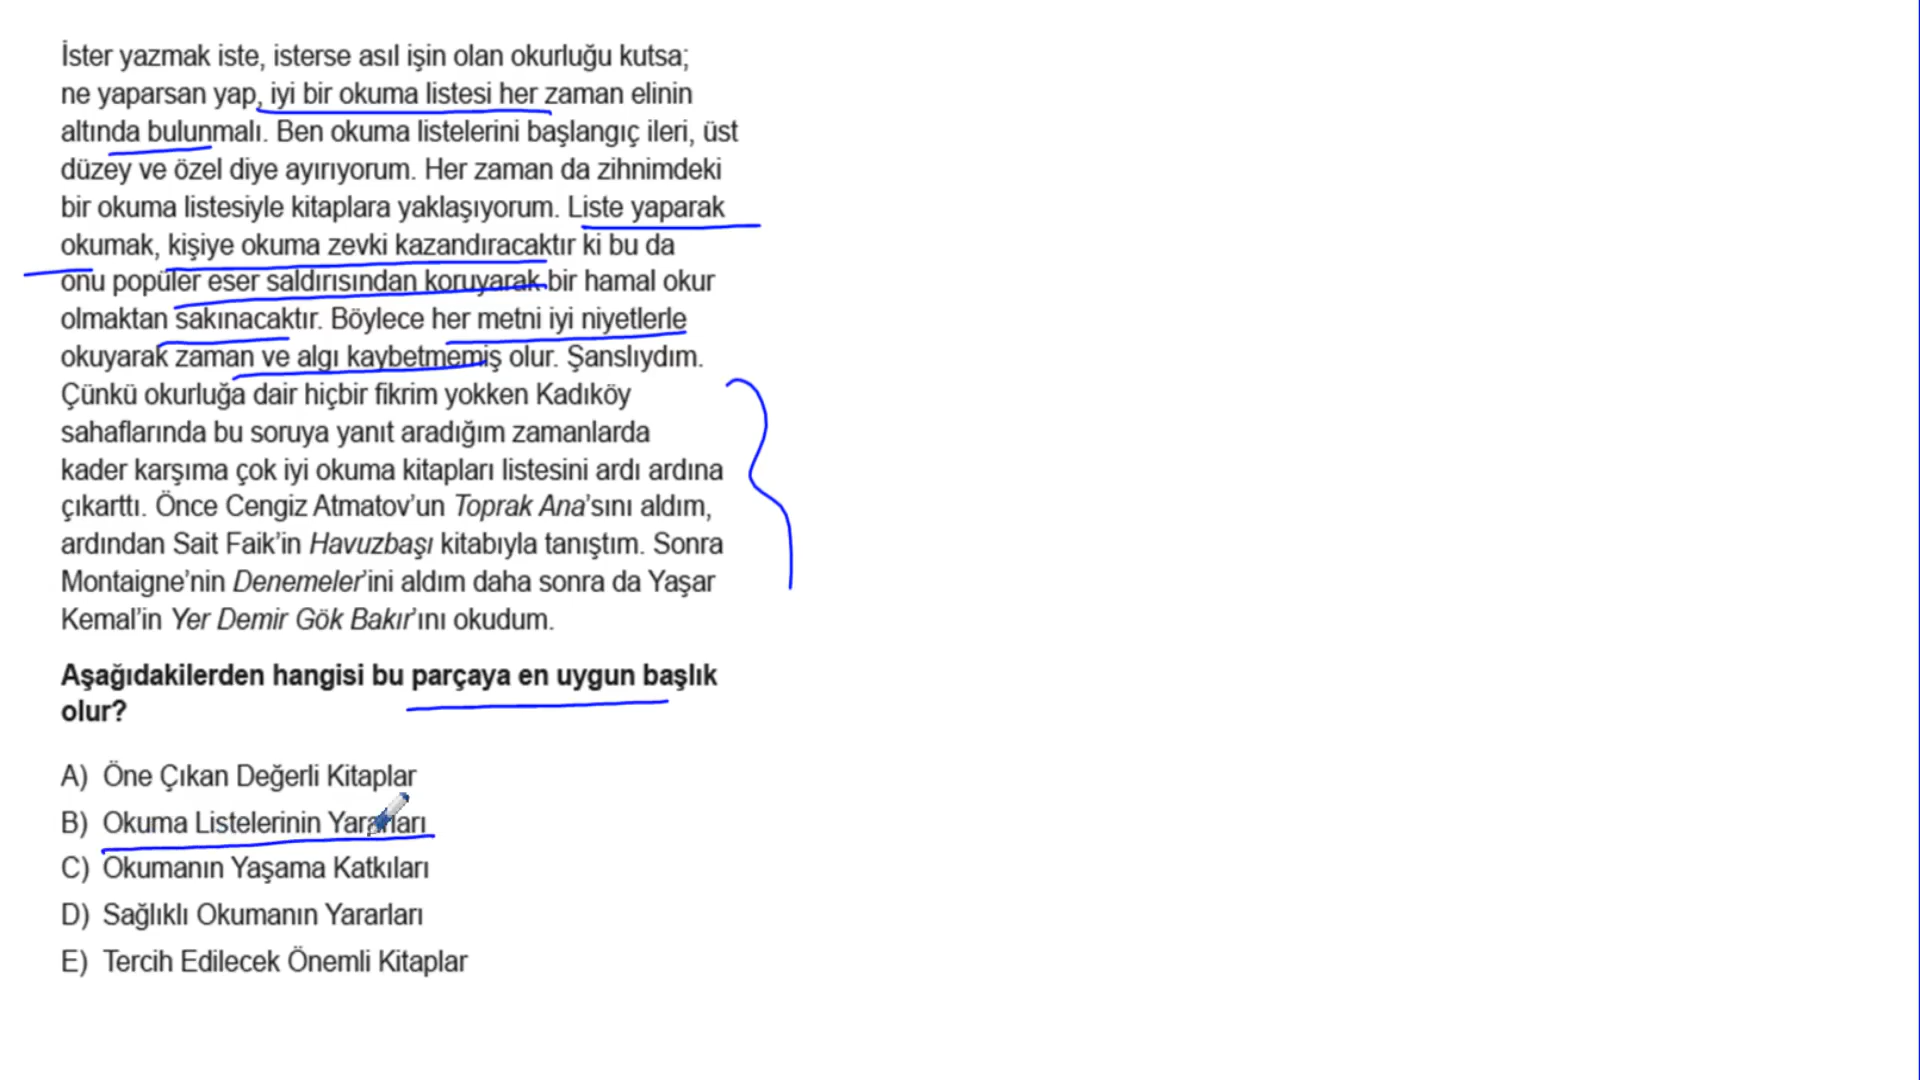 İster yazmak iste, isterse asıl işin olan okurluğu kutsa;
ne yaparsan yap, iyi bir okuma listesi her zaman elinin
altında bulunmalı. Ben okuma listelerini başlangıç ileri, üst
düzey ve özel diye ayırıyorum. Her zaman da zihnimdeki
bir okuma listesiyle kitaplara yaklaşıyorum. Liste yaparak
okumak, kişiye okuma zevki kazandıracaktır ki bu da
onu popüler eser saldırısından koruyarak bir hamal okur
olmaktan sakınacaktır. Böylece her metni iyi niyetlerle
okuyarak zaman ve algı kaybetmemiş olur. Şanslıydım.
Çünkü okurluğa dair hiçbir fikrim yokken Kadıköy
sahaflarında bu soruya yanıt aradığım zamanlarda
kader karşıma çok iyi okuma kitapları listesini ardı ardına
çıkarttı. Önce Cengiz Atmatov’un Toprak Ana’sını aldım,
ardından Sait Faik’in Havuzbaşı kitabıyla tanıştım. Sonra
Montaigne’nin Denemeler’ini aldım daha sonra da Yaşar
Kemal’in Yer Demir Gök Bakır’ını okudum.
Aşağıdakilerden hangisi bu parçaya en uygun başlık
olur?
A) Öne Çıkan Değerli Kitaplar
B) Okuma Listelerinin Yararları
C) Okumanın Yaşama Katkıları
D) Sağlıklı Okumanın Yararları
E) Tercih Edilecek Önemli Kitaplar